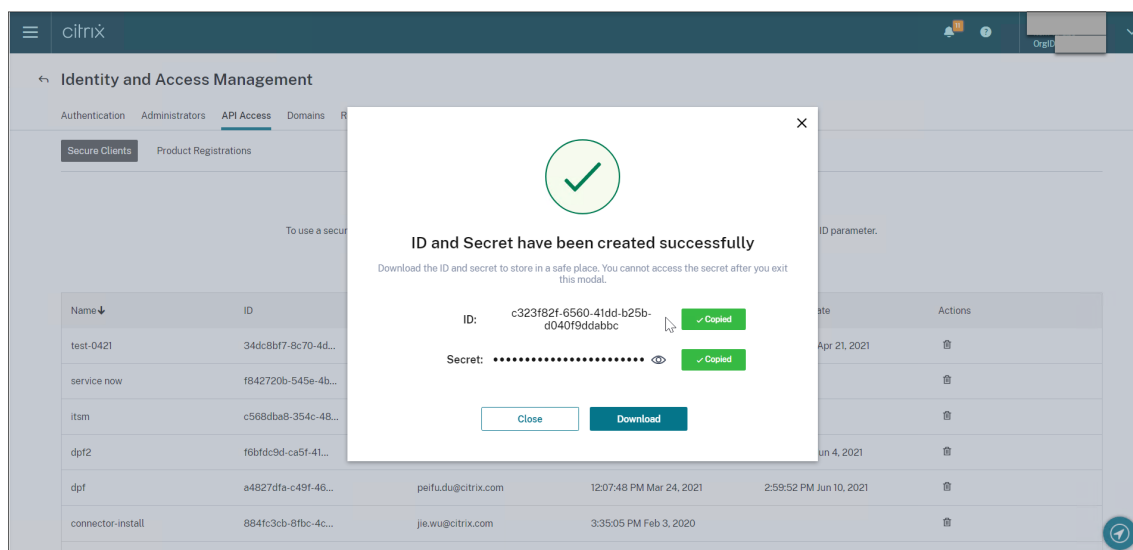 citrix
11
?
OrgID
Identity and Access Management
Authentication Administrators API Access Domains R
Secure Clients Product Registrations
To use a secur
ID parameter.
ID and Secret have been created successfully
Download the ID and secret to store in a safe place. You cannot access the secret after you exit
this modal.
ID: c323f82f-6560-41dd-b25b-
d040f9ddabbc
Copied
Secret: •••••••••••••••••••••••• Copied
Close Download
Name ID ate Actions
test-0421 34dc8bf7-8c70-4d... Apr 21, 2021
service now f842720b-545e-4b...
itsm c568dba8-354c-48...
dpf2 f6bfdc9d-ca5f-41... un 4, 2021
dpf a4827dfa-c49f-46... peifu.du@citrix.com 12:07:48 PM Mar 24, 2021 2:59:52 PM Jun 10, 2021
connector-install 884fc3cb-8fbc-4c... jie.wu@citrix.com 3:35:05 PM Feb 3, 2020